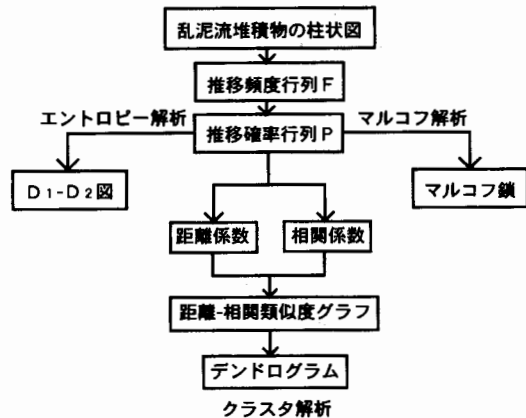 乱泥流堆積物の柱状図
推移頻度行列F
エントロピー解析
推移確率行列P
マルコフ解析
D1-D2図
マルコフ鎖
距離係数
相関係数
距離-相関類似度グラフ
デンドログラム
クラスタ解析